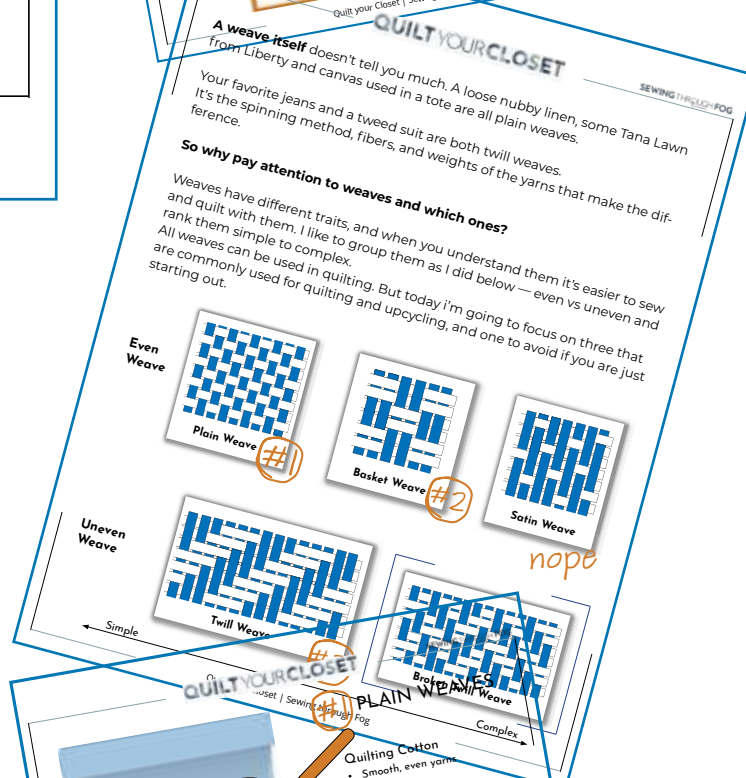 Quilt your Closet | Sew
QUILTYOURCLOSET
SEWINGTHROUGHFOG
A weave itself doesn't tell you much. A loose nubby linen, some Tana Lawn
from Liberty and canvas used in a tote are all plain weaves.
Your favorite jeans and a tweed suit are both twill weaves.
It's the spinning method, fibers, and weights of the yarns that make the dif-
ference.
So why pay attention to weaves and which ones?
Weaves have different traits, and when you understand them it's easier to sew
and quilt with them. I like to group them as I did below — even vs uneven and
rank them simple to complex.
All weaves can be used in quilting. But today i'm going to focus on three that
are commonly used for quilting and upcycling, and one to avoid if you are just
starting out.
Even
Weave
Plain Weave
#1
Basket Weave
#2
Satin Weave
nope
Uneven
Weave
Twill Weave
SEWINGTHROUGHFOG
Broken Twill Weave
Simple
Complex
QUILTYOURCLOSET
loset | Sewing through Fog
#1 PLAIN WEAVES
Quilting Cotton
• Smooth, even yarns